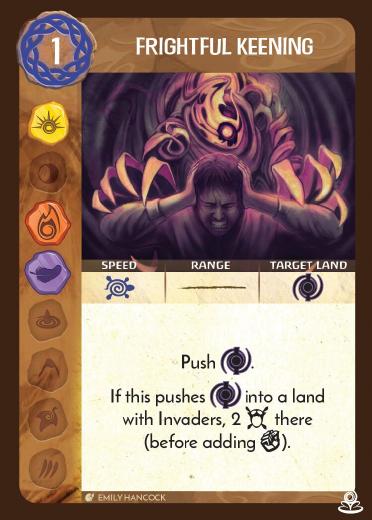 1
FRIGHTFUL KEENING
SPEED RANGE TARGET LAND
Push .
If this pushes into a land
with Invaders, 2 there
(before adding ).
EMILY HANCOCK